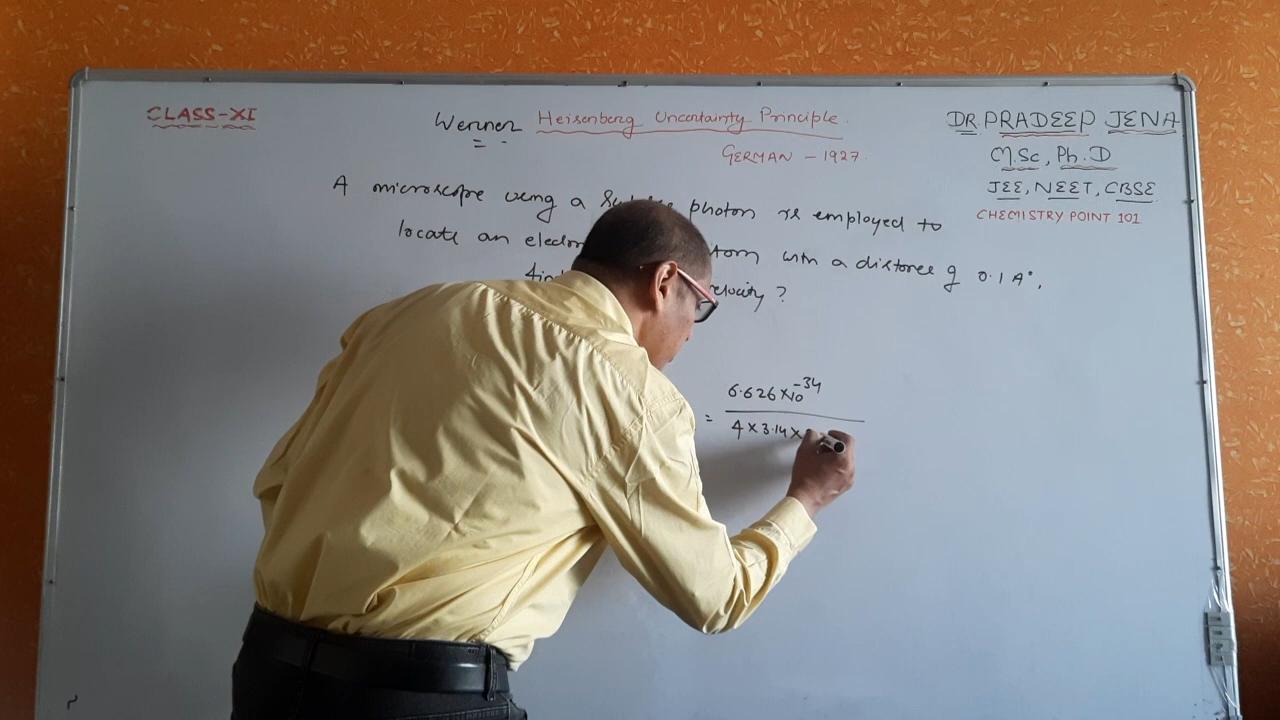 CLASS-XI
Werner Heisenberg Uncertainty Principle.
GERMAN - 1927.
DR PRADEEP JENA
M.Sc, Ph.D
JEE, NEET, CBSE
CHEMISTRY POINT 101
A microscope using a photon is employed to
locate an electron with a distance of 0.1 A°.
velocity ?
= 6.626×10⁻³⁴
4 × 3.14 ×